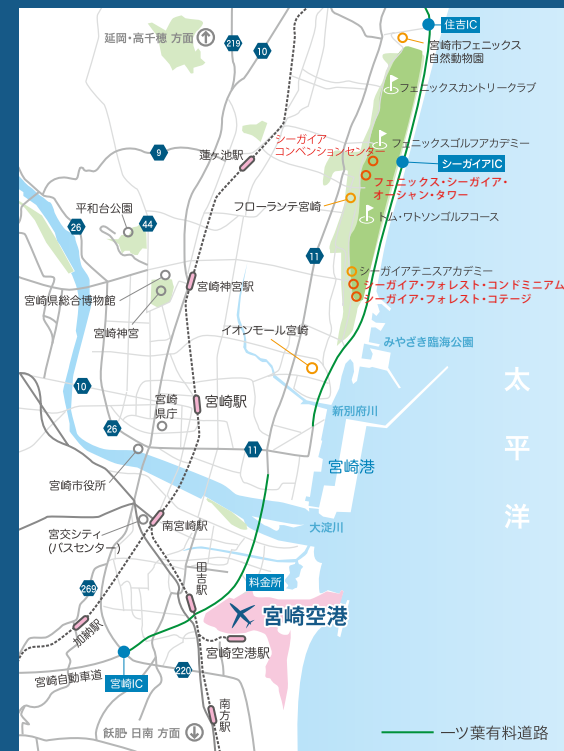 住吉IC
延岡・高千穂 方面
219
10
宮崎市フェニックス
自然動物園
フェニックスカントリークラブ
9
蓮ヶ池駅
シーガイア
コンベンションセンター
フェニックスゴルフアカデミー
シーガイアIC
フェニックス・シーガイア・
オーシャン・タワー
平和台公園
26
44
フローランテ宮崎
トム・ワトソンゴルフコース
11
シーガイアテニスアカデミー
シーガイア・フォレスト・コンドミニアム
シーガイア・フォレスト・コテージ
宮崎県総合博物館
宮崎神宮駅
宮崎神宮
イオンモール宮崎
みやざき臨海公園
太
平
洋
10
宮崎
県庁
宮崎駅
新別府川
26
11
宮崎港
宮崎市役所
南宮崎駅
大淀川
宮交シティ
(バスセンター)
田吉駅
料金所
269
宮崎空港
加納駅
宮崎空港駅
宮崎自動車道
宮崎IC
220
南方駅
飫肥・日南 方面
一ツ葉有料道路